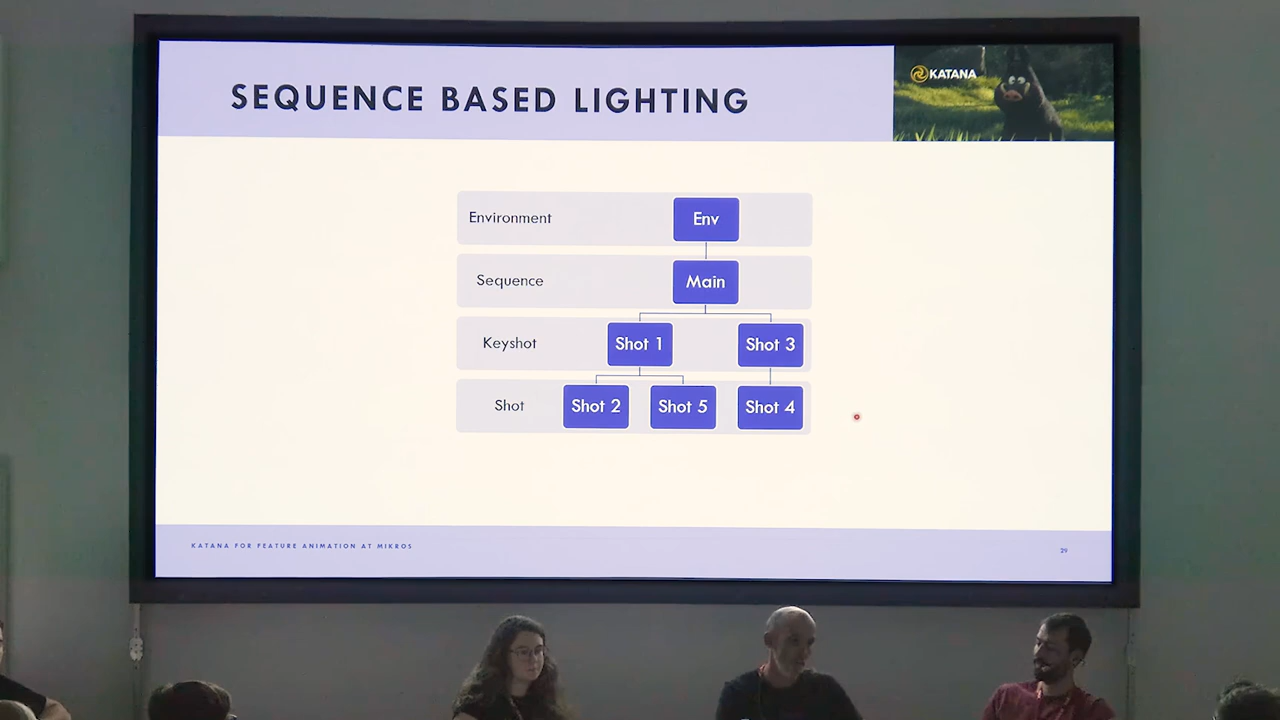 SEQUENCE BASED LIGHTING
KATANA
Environment
Env
Sequence
Main
Keyshot
Shot 1
Shot 3
Shot
Shot 2
Shot 5
Shot 4
KATANA FOR FEATURE ANIMATION AT MIKROS
29